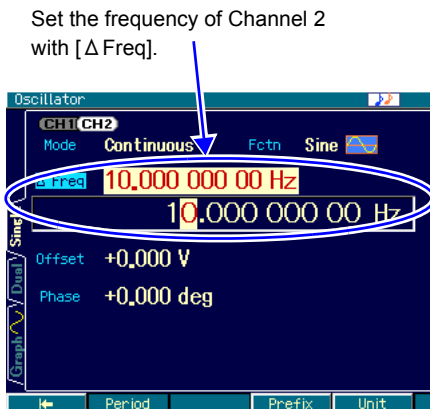 Set the frequency of Channel 2
with [Δ Freq].
Oscillator
CH1 CH2
Mode Continuous Fctn Sine
Δ Freq 10.000 000 00 Hz
10.000 000 00 Hz
Offset +0.000 V
Phase +0.000 deg
Single
Dual
Graph
Period Prefix Unit